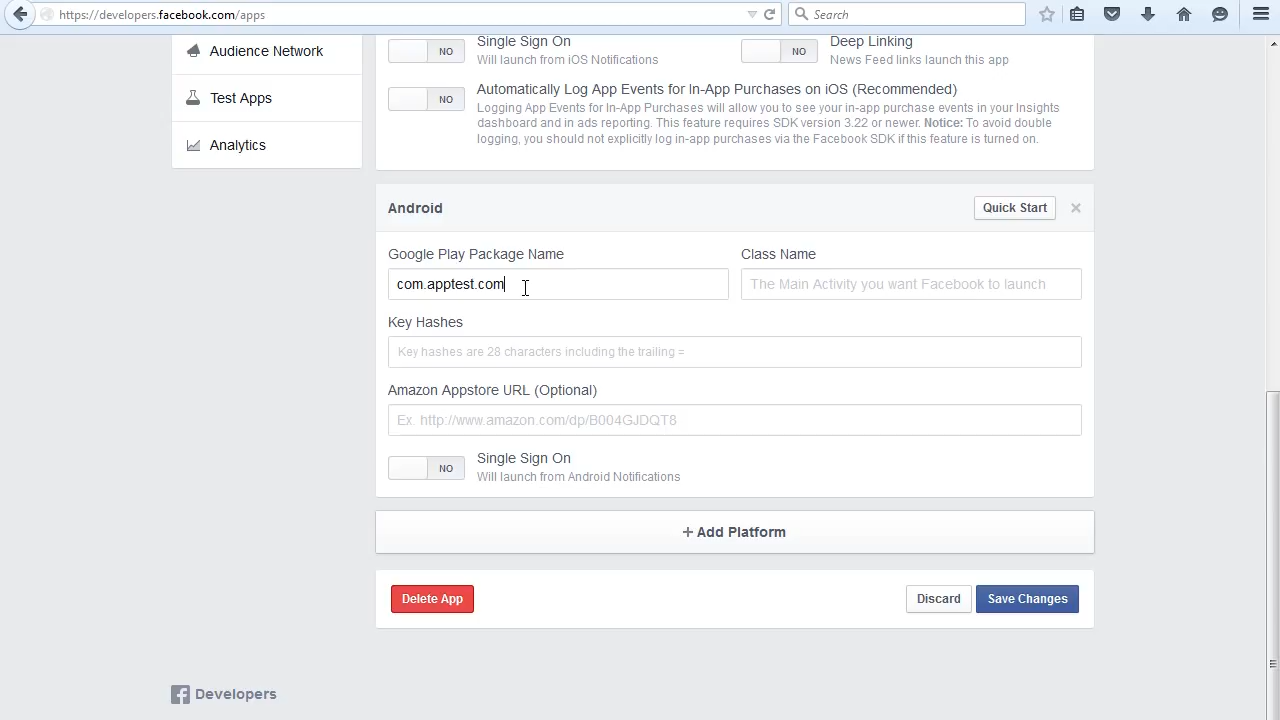 https://developers.facebook.com/apps
Search
Audience Network
Test Apps
Analytics
Single Sign On
Will launch from iOS Notifications
NO
Deep Linking
News Feed links launch this app
NO
Automatically Log App Events for In-App Purchases on iOS (Recommended)
NO
Logging App Events for In-App Purchases will allow you to see your in-app purchase events in your Insights
dashboard and in ads reporting. This feature requires SDK version 3.22 or newer. Notice: To avoid double
logging, you should not explicitly log in-app purchases via the Facebook SDK if this feature is turned on.
Android
Quick Start
Google Play Package Name
com.apptest.com
Class Name
The Main Activity you want Facebook to launch
Key Hashes
Key hashes are 28 characters including the trailing =
Amazon Appstore URL (Optional)
Ex. http://www.amazon.com/dp/B004GJDQT8
NO
Single Sign On
Will launch from Android Notifications
+ Add Platform
Delete App
Discard
Save Changes
Developers